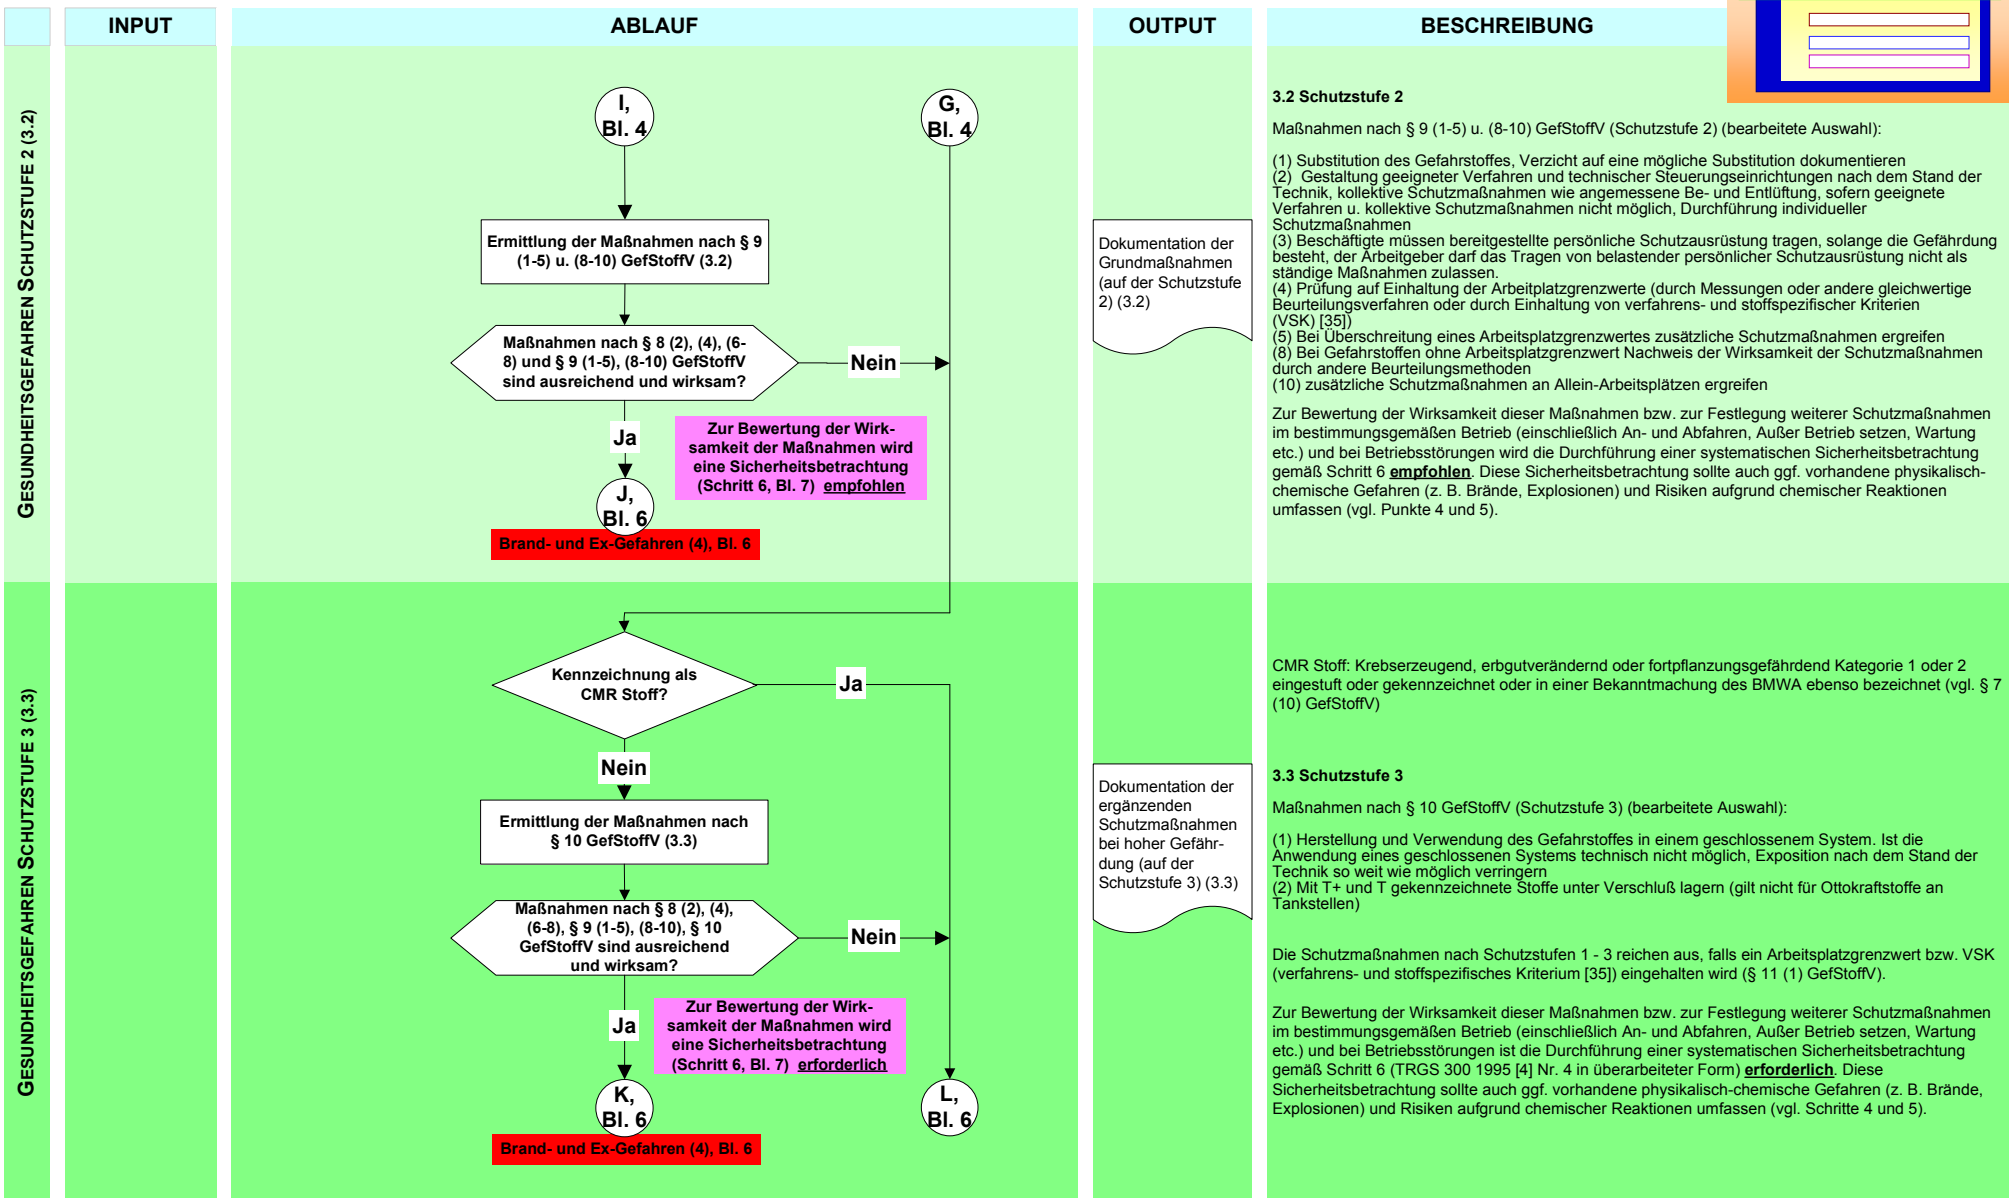 INPUT
ABLAUF
OUTPUT
BESCHREIBUNG
GESUNDHEITSGEFAHREN SCHUTZSTUFE 2 (3.2)
I,
Bl. 4
G,
Bl. 4
Ermittlung der Maßnahmen nach § 9
(1-5) u. (8-10) GefStoffV (3.2)
Maßnahmen nach § 8 (2), (4), (6-
8) und § 9 (1-5), (8-10) GefStoffV
sind ausreichend und wirksam?
Nein
Ja
Zur Bewertung der Wirk-
samkeit der Maßnahmen wird
eine Sicherheitsbetrachtung
(Schritt 6, Bl. 7) empfohlen
J,
Bl. 6
Brand- und Ex-Gefahren (4), Bl. 6
Dokumentation der
Grundmaßnahmen
(auf der Schutzstufe
2) (3.2)
3.2 Schutzstufe 2
Maßnahmen nach § 9 (1-5) u. (8-10) GefStoffV (Schutzstufe 2) (bearbeitete Auswahl):
(1) Substitution des Gefahrstoffes, Verzicht auf eine mögliche Substitution dokumentieren
(2) Gestaltung geeigneter Verfahren und technischer Steuerungseinrichtungen nach dem Stand der
Technik, kollektive Schutzmaßnahmen wie angemessene Be- und Entlüftung, sofern geeignete
Verfahren u. kollektive Schutzmaßnahmen nicht möglich, Durchführung individueller
Schutzmaßnahmen
(3) Beschäftigte müssen bereitgestellte persönliche Schutzausrüstung tragen, solange die Gefährdung
besteht, der Arbeitgeber darf das Tragen von belastender persönlicher Schutzausrüstung nicht als
ständige Maßnahmen zulassen.
(4) Prüfung auf Einhaltung der Arbeitplatzgrenzwerte (durch Messungen oder andere gleichwertige
Beurteilungsverfahren oder durch Einhaltung von verfahrens- und stoffspezifischer Kriterien
(VSK) [35])
(5) Bei Überschreitung eines Arbeitsplatzgrenzwertes zusätzliche Schutzmaßnahmen ergreifen
(8) Bei Gefahrstoffen ohne Arbeitsplatzgrenzwert Nachweis der Wirksamkeit der Schutzmaßnahmen
durch andere Beurteilungsmethoden
(10) zusätzliche Schutzmaßnahmen an Allein-Arbeitsplätzen ergreifen
Zur Bewertung der Wirksamkeit dieser Maßnahmen bzw. zur Festlegung weiterer Schutzmaßnahmen
im bestimmungsgemäßen Betrieb (einschließlich An- und Abfahren, Außer Betrieb setzen, Wartung
etc.) und bei Betriebsstörungen wird die Durchführung einer systematischen Sicherheitsbetrachtung
gemäß Schritt 6 empfohlen. Diese Sicherheitsbetrachtung sollte auch ggf. vorhandene physikalisch-
chemische Gefahren (z. B. Brände, Explosionen) und Risiken aufgrund chemischer Reaktionen
umfassen (vgl. Punkte 4 und 5).
GESUNDHEITSGEFAHREN SCHUTZSTUFE 3 (3.3)
Kennzeichnung als
CMR Stoff?
Ja
Nein
Ermittlung der Maßnahmen nach
§ 10 GefStoffV (3.3)
Maßnahmen nach § 8 (2), (4),
(6-8), § 9 (1-5), (8-10), § 10
GefStoffV sind ausreichend
und wirksam?
Nein
Ja
Zur Bewertung der Wirk-
samkeit der Maßnahmen wird
eine Sicherheitsbetrachtung
(Schritt 6, Bl. 7) erforderlich
K,
Bl. 6
L,
Bl. 6
Brand- und Ex-Gefahren (4), Bl. 6
Dokumentation der
ergänzenden
Schutzmaßnahmen
bei hoher Gefähr-
dung (auf der
Schutzstufe 3) (3.3)
CMR Stoff: Krebserzeugend, erbgutverändernd oder fortpflanzungsgefährdend Kategorie 1 oder 2
eingestuft oder gekennzeichnet oder in einer Bekanntmachung des BMWA ebenso bezeichnet (vgl. § 7
(10) GefStoffV)
3.3 Schutzstufe 3
Maßnahmen nach § 10 GefStoffV (Schutzstufe 3) (bearbeitete Auswahl):
(1) Herstellung und Verwendung des Gefahrstoffes in einem geschlossenem System. Ist die
Anwendung eines geschlossenen Systems technisch nicht möglich, Exposition nach dem Stand der
Technik so weit wie möglich verringern
(2) Mit T+ und T gekennzeichnete Stoffe unter Verschluß lagern (gilt nicht für Ottokraftstoffe an
Tankstellen)
Die Schutzmaßnahmen nach Schutzstufen 1 - 3 reichen aus, falls ein Arbeitsplatzgrenzwert bzw. VSK
(verfahrens- und stoffspezifisches Kriterium [35]) eingehalten wird (§ 11 (1) GefStoffV).
Zur Bewertung der Wirksamkeit dieser Maßnahmen bzw. zur Festlegung weiterer Schutzmaßnahmen
im bestimmungsgemäßen Betrieb (einschließlich An- und Abfahren, Außer Betrieb setzen, Wartung
etc.) und bei Betriebsstörungen ist die Durchführung einer systematischen Sicherheitsbetrachtung
gemäß Schritt 6 (TRGS 300 1995 [4] Nr. 4 in überarbeiteter Form) erforderlich. Diese
Sicherheitsbetrachtung sollte auch ggf. vorhandene physikalisch-chemische Gefahren (z. B. Brände,
Explosionen) und Risiken aufgrund chemischer Reaktionen umfassen (vgl. Schritte 4 und 5).